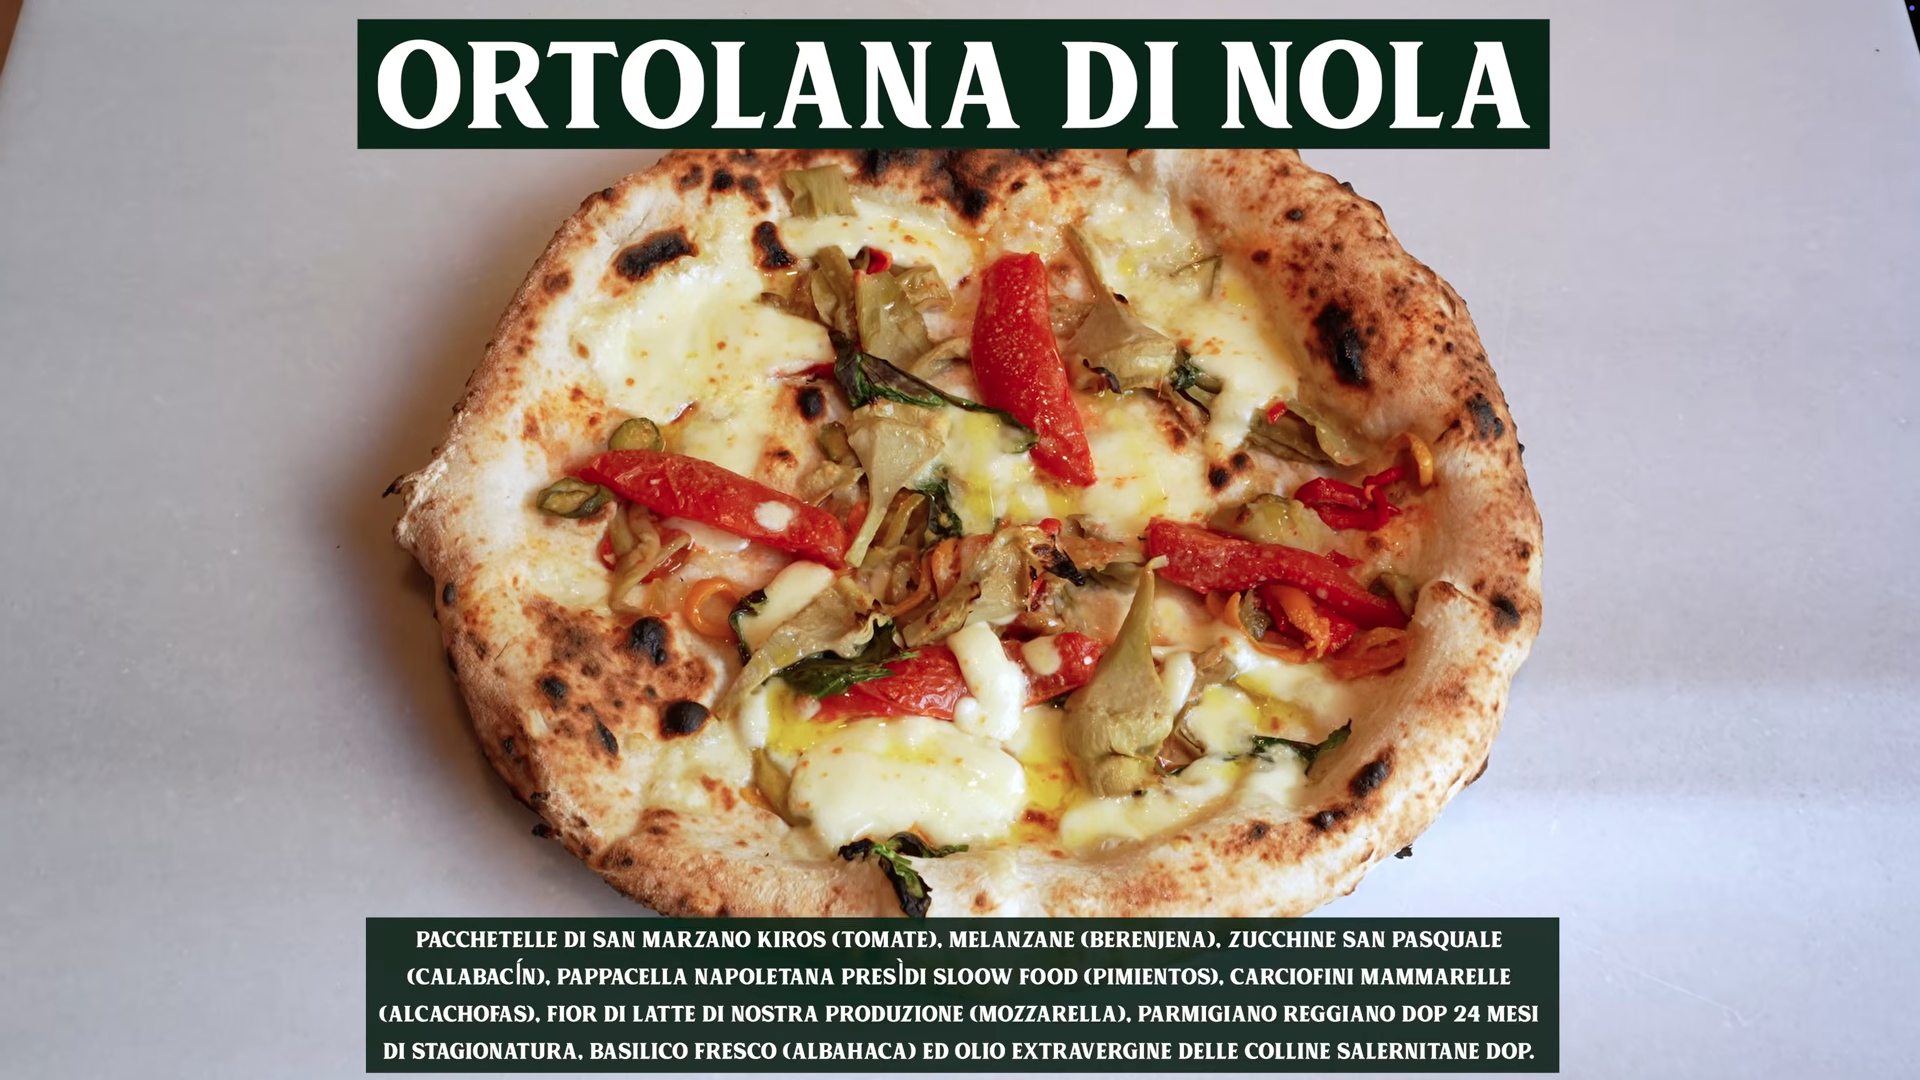 ORTOLANA DI NOLA
PACCHETELLE DI SAN MARZANO KIROS (TOMATE), MELANZANE (BERENJENA), ZUCCHINE SAN PASQUALE
(CALABACÍN), PAPPACELLA NAPOLETANA PRESÌDI SLOOW FOOD (PIMIENTOS), CARCIOFINI MAMMARELLE
(ALCACHOFAS), FIOR DI LATTE DI NOSTRA PRODUZIONE (MOZZARELLA), PARMIGIANO REGGIANO DOP 24 MESI
DI STAGIONATURA, BASILICO FRESCO (ALBAHACA) ED OLIO EXTRAVERGINE DELLE COLLINE SALERNITANE DOP.